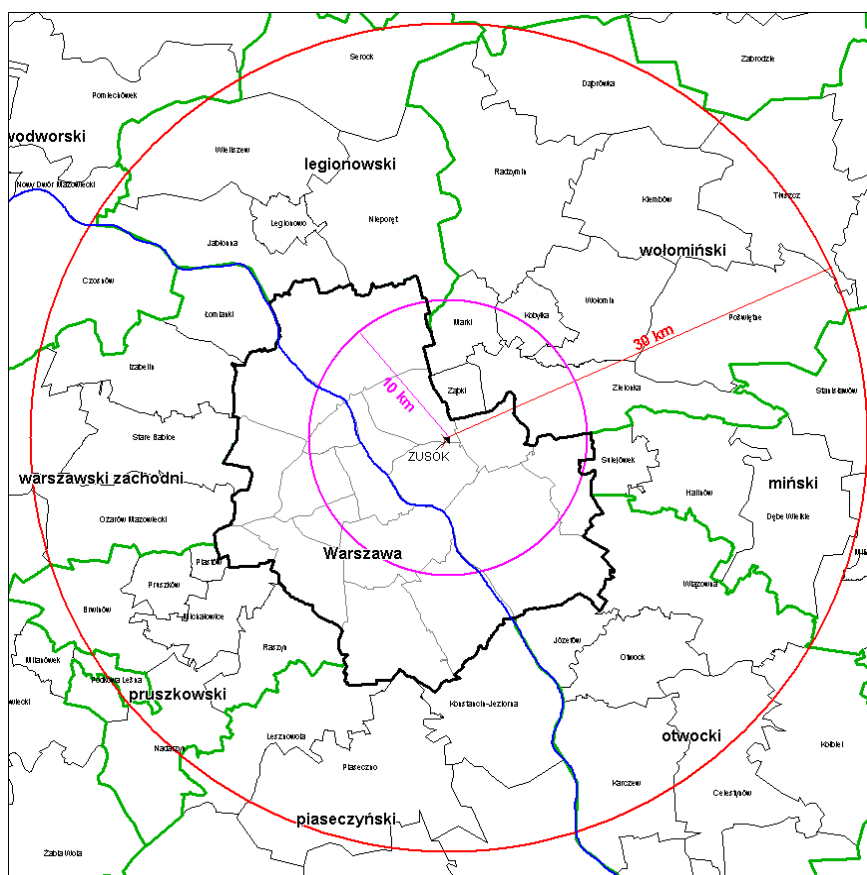 Serock
Zabrodzie
Dąbrówka
Pomiechówek
wodworski
Wieliszew
legionowski
Radzymin
Nowy Dwór Mazowiecki
Klembów
Tłuszcz
Legionowo
Nieporęt
Jabłonna
wołomiński
Czosnów
Łomianki
Kobyłka
Wołomin
Poświętne
Marki
30 km
Izabelin
10 km
Ząbki
Zielonka
Stanisławów
Stare Babice
ZUSOK
Sulejówek
warszawski zachodni
Halinów
miński
Ożarów Mazowiecki
Dębe Wielkie
Warszawa
Piastów
Pruszków
Wiązowna
Brwinów
Michałowice
Raszyn
Józefów
Otwock
Milanówek
Podkowa Leśna
pruszkowski
Konstancin-Jeziorna
Lesznowola
otwocki
Nadarzyn
Kołbiel
Piaseczno
Karczew
Celestynów
piaseczyński
Żabia Wola